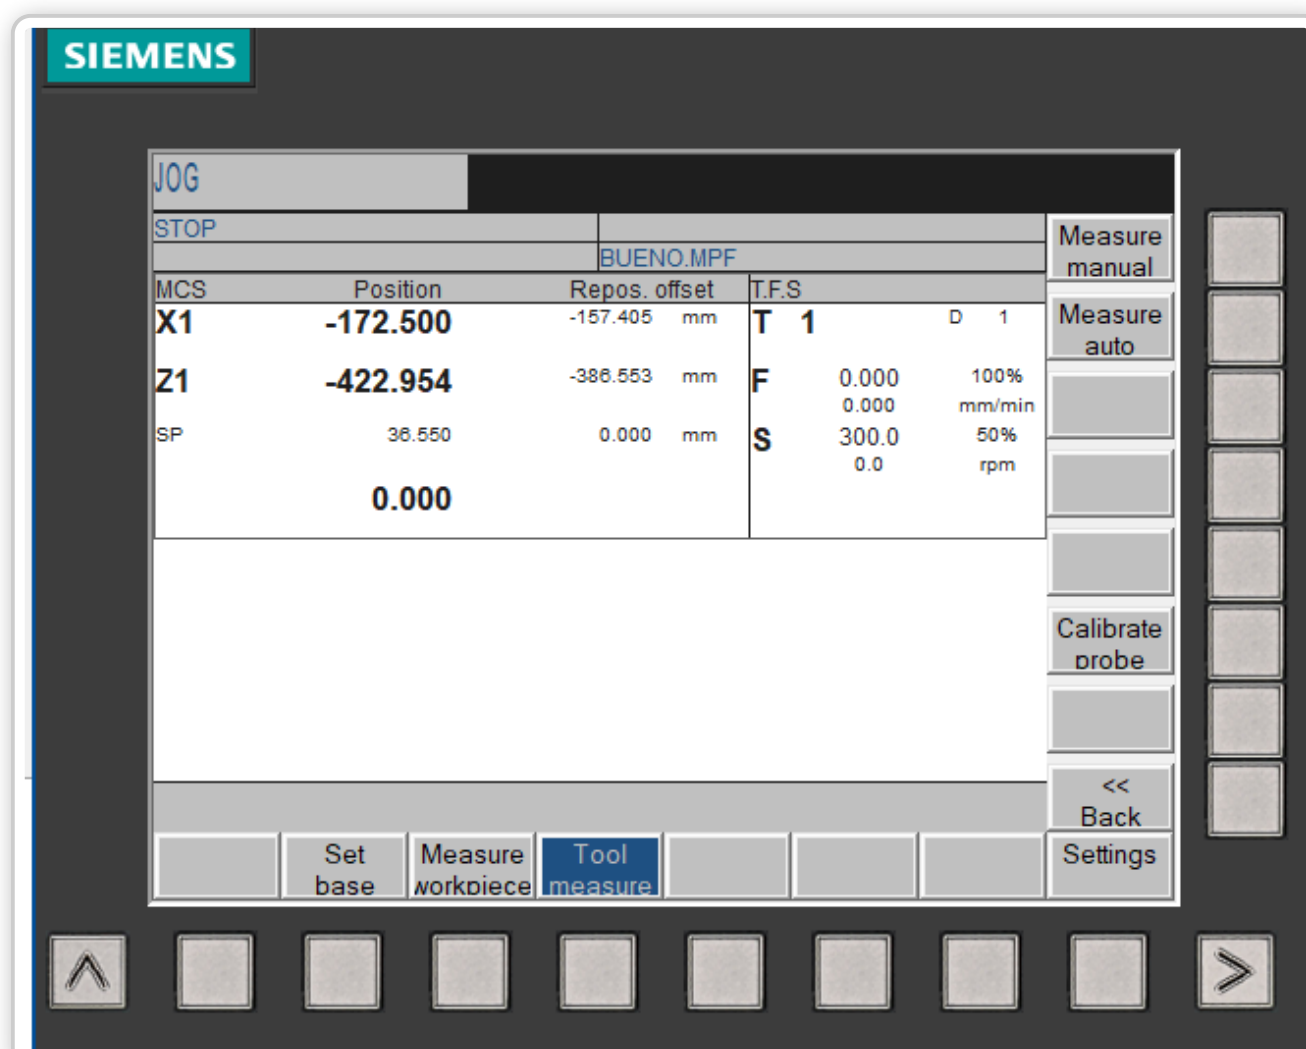 SIEMENS
JOG
STOP
BUENO.MPF
MCS Position Repos. offset T.F.S
X1 -172.500 -157.405 mm T 1 D 1
Z1 -422.954 -386.553 mm F 0.000 100%
0.000 mm/min
SP 36.550 0.000 mm S 300.0 50%
0.0 rpm
0.000
Measure
manual
Measure
auto
Calibrate
probe
<<
Back
Set
base
Measure
workpiece
Tool
measure
Settings